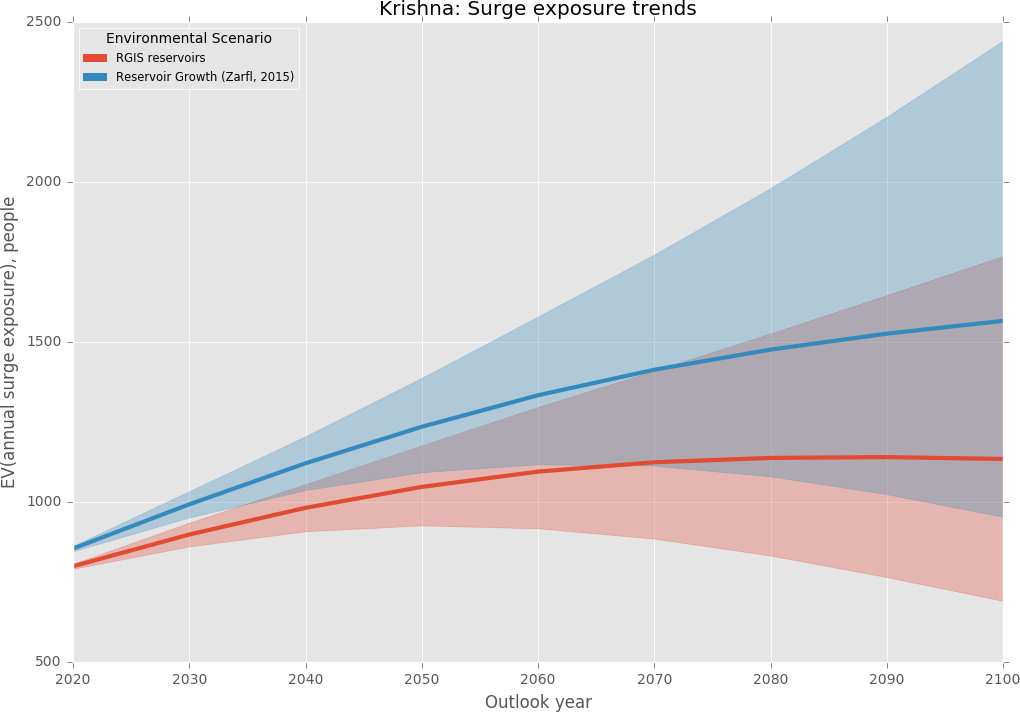 Krishna: Surge exposure trends
Environmental Scenario
RGIS reservoirs
Reservoir Growth (Zarfl, 2015)
EV(annual surge exposure), people
2500
2000
1500
1000
500
2020 2030 2040 2050 2060 2070 2080 2090 2100
Outlook year